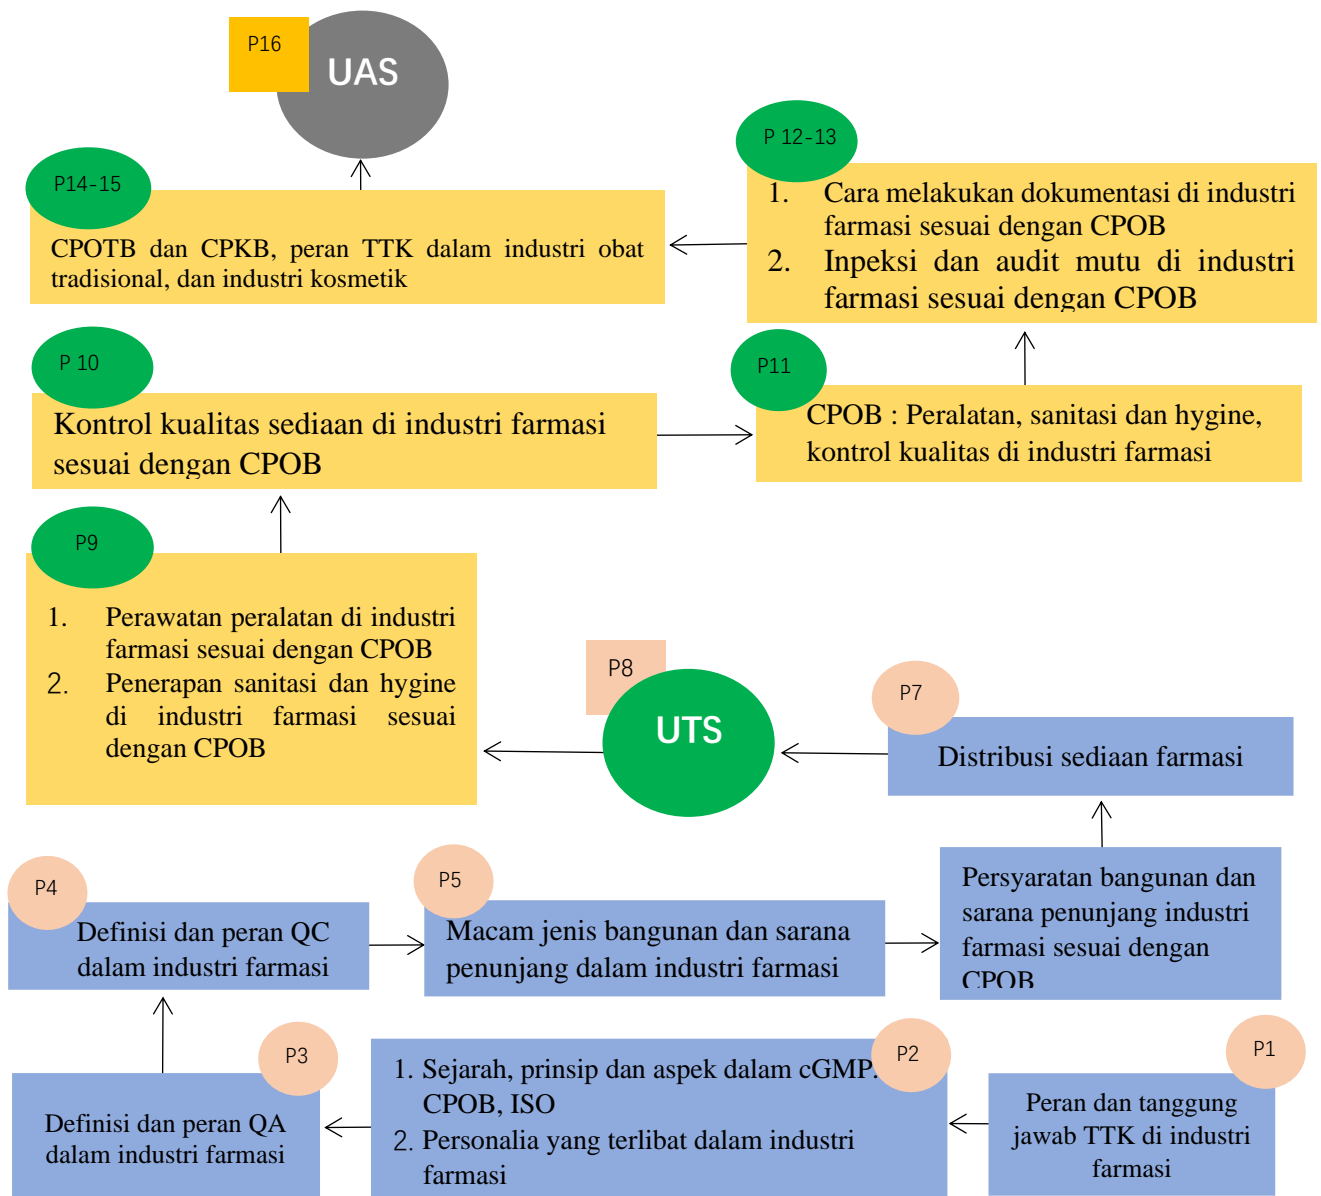 P16
UAS
P 12-13
1. Cara melakukan dokumentasi di industri
farmasi sesuai dengan CPOB
2. Inpeksi dan audit mutu di industri
farmasi sesuai dengan CPOB
P14-15
CPOTB dan CPKB, peran TTK dalam industri obat
tradisional, dan industri kosmetik
P 10
Kontrol kualitas sediaan di industri farmasi
sesuai dengan CPOB
P11
CPOB : Peralatan, sanitasi dan hygine,
kontrol kualitas di industri farmasi
P9
1. Perawatan peralatan di industri
farmasi sesuai dengan CPOB
2. Penerapan sanitasi dan hygine
di industri farmasi sesuai
dengan CPOB
P8
UTS
P7
Distribusi sediaan farmasi
P4
Definisi dan peran QC
dalam industri farmasi
P5
Macam jenis bangunan dan sarana
penunjang dalam industri farmasi
Persyaratan bangunan dan
sarana penunjang industri
farmasi sesuai dengan
CPOB
P3
Definisi dan peran QA
dalam industri farmasi
P2
1. Sejarah, prinsip dan aspek dalam cGMP.
CPOB, ISO
2. Personalia yang terlibat dalam industri
farmasi
P1
Peran dan tanggung
jawab TTK di industri
farmasi